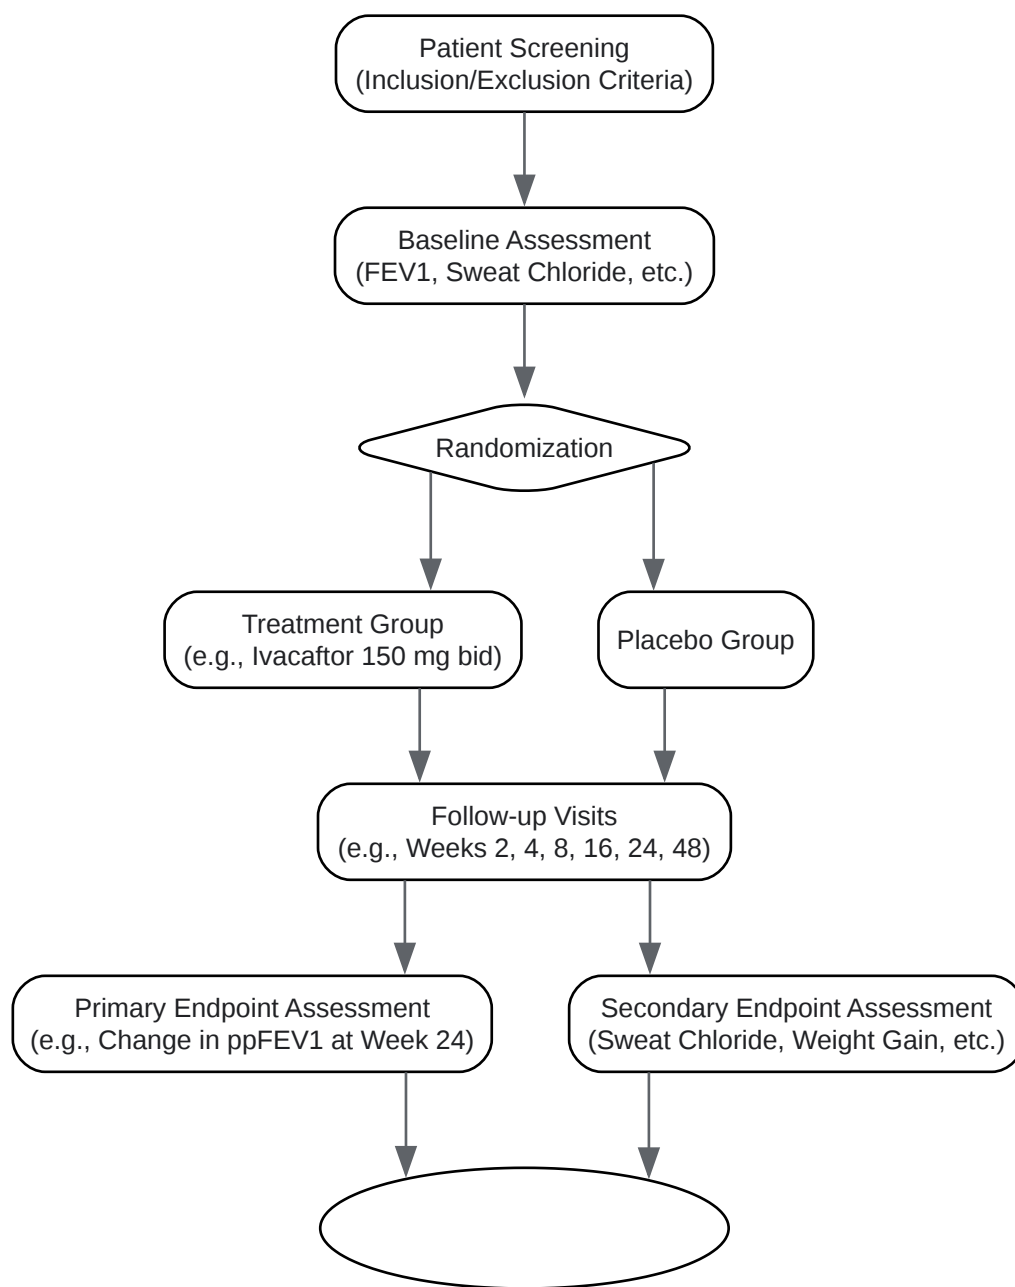 Patient Screening
(Inclusion/Exclusion Criteria)
Baseline Assessment
(FEV1, Sweat Chloride, etc.)
Randomization
Treatment Group
(e.g., Ivacaftor 150 mg bid)
Placebo Group
Follow-up Visits
(e.g., Weeks 2, 4, 8, 16, 24, 48)
Primary Endpoint Assessment
(e.g., Change in ppFEV1 at Week 24)
Secondary Endpoint Assessment
(Sweat Chloride, Weight Gain, etc.)